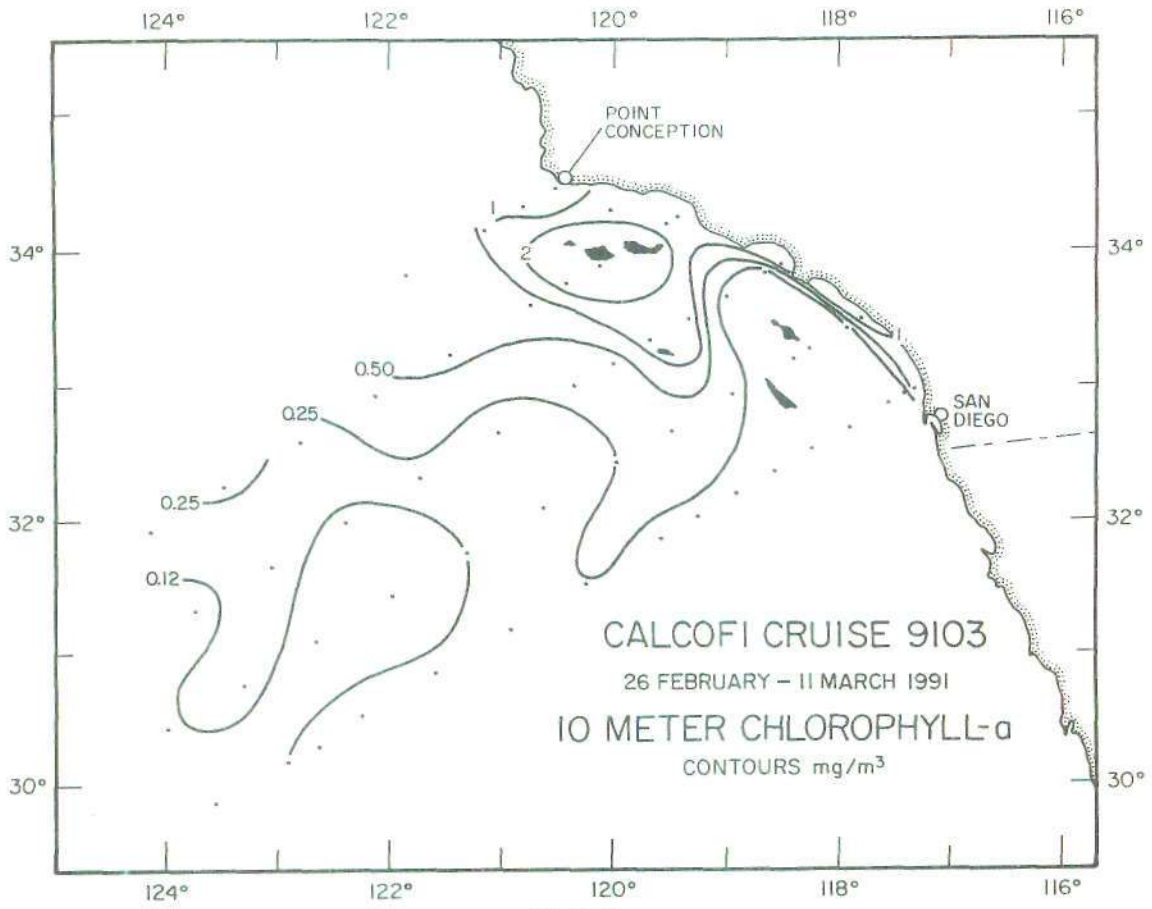 124° 122° 120° 118° 116°
POINT
CONCEPTION
1
34° 2 34°
0.50
1
0.25
SAN
DIEGO
0.25
32° 32°
0.12
CALCOFI CRUISE 9103
26 FEBRUARY – 11 MARCH 1991
10 METER CHLOROPHYLL-a
CONTOURS mg/m³
30° 30°
124° 122° 120° 118° 116°